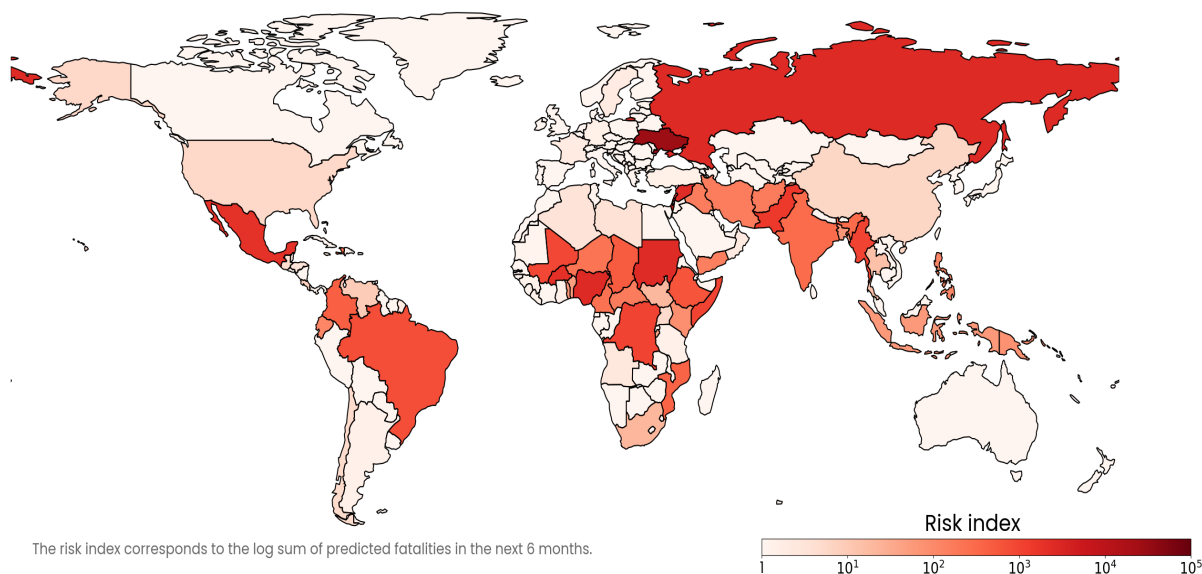 Risk index
The risk index corresponds to the log sum of predicted fatalities in the next 6 months.
1 10¹ 10² 10³ 10⁴ 10⁵